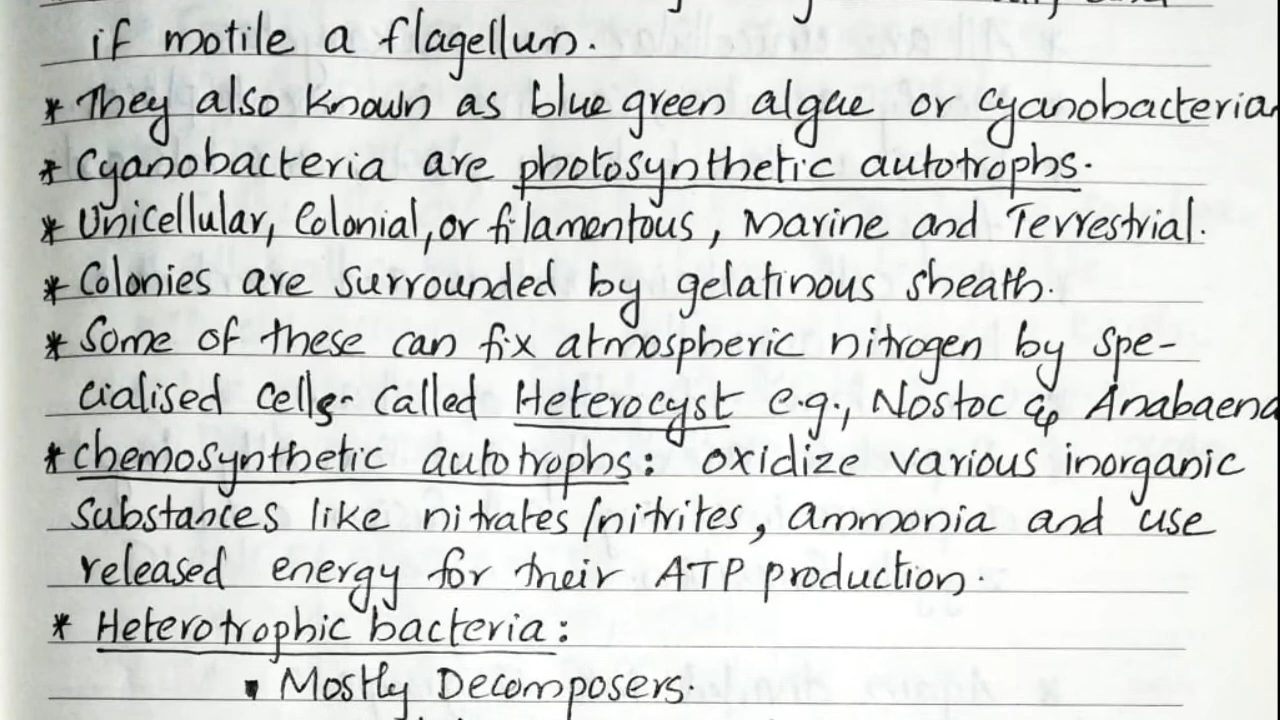 if motile a flagellum.
* They also known as blue green algae or cyanobacteria
* Cyanobacteria are photosynthetic autotrophs.
* Unicellular, Colonial, or filamentous, Marine and Terrestrial.
* Colonies are surrounded by gelatinous sheath.
* Some of these can fix atmospheric nitrogen by spe-
cialised cells called Heterocyst e.g., Nostoc & Anabaena
* Chemosynthetic autotrophs: oxidize various inorganic
substances like nitrates/nitrites, ammonia and use
released energy for their ATP production.
* Heterotrophic bacteria:
▪ Mostly Decomposers.